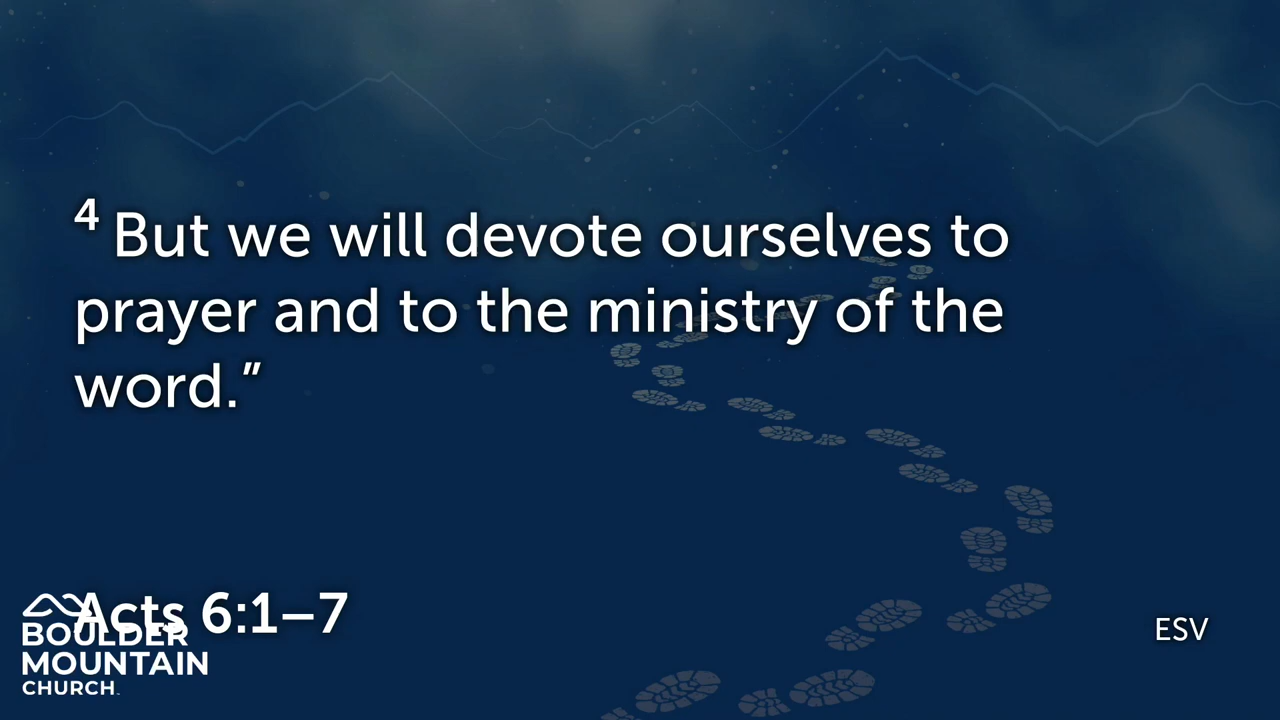 4 But we will devote ourselves to
prayer and to the ministry of the
word.”
Acts 6:1–7
BOULDER
MOUNTAIN
CHURCH.
ESV